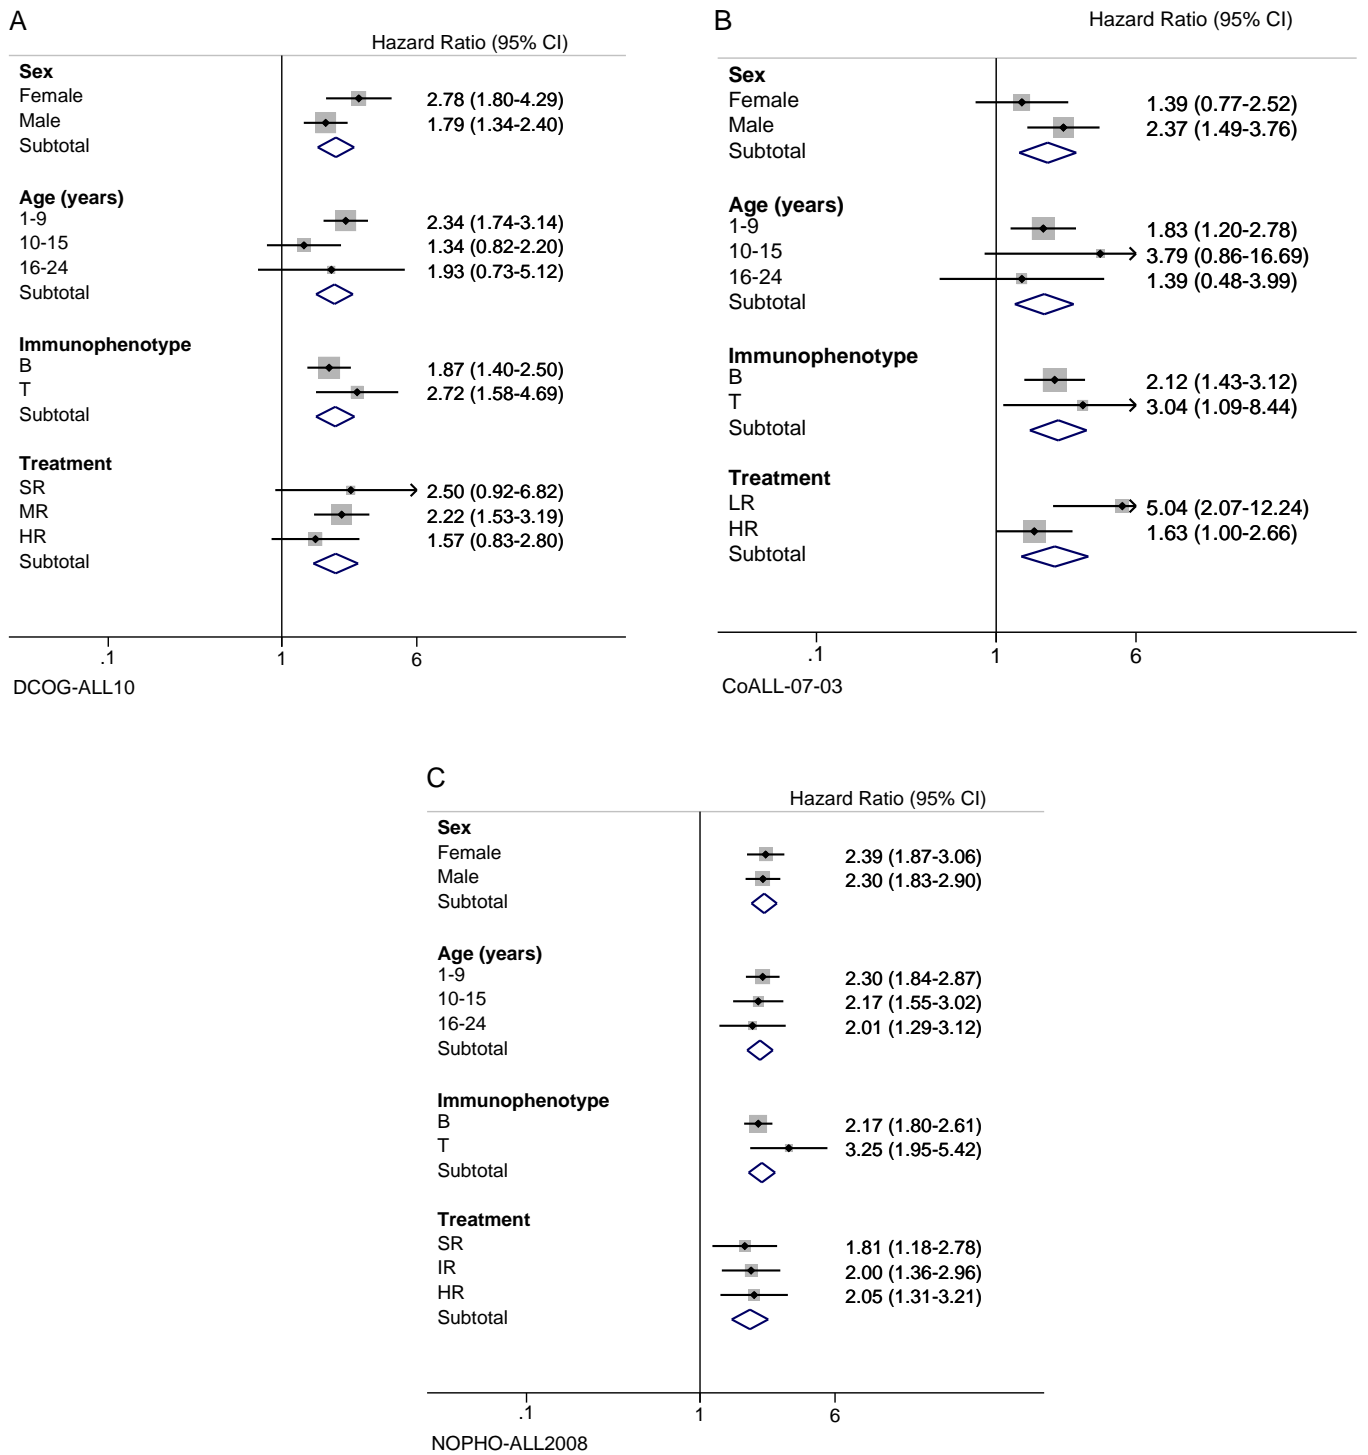 A
Hazard Ratio (95% CI)
Sex
Female 2.78 (1.80-4.29)
Male 1.79 (1.34-2.40)
Subtotal
Age (years)
1-9 2.34 (1.74-3.14)
10-15 1.34 (0.82-2.20)
16-24 1.93 (0.73-5.12)
Subtotal
Immunophenotype
B 1.87 (1.40-2.50)
T 2.72 (1.58-4.69)
Subtotal
Treatment
SR 2.50 (0.92-6.82)
MR 2.22 (1.53-3.19)
HR 1.57 (0.83-2.80)
Subtotal
.1 1 6
DCOG-ALL10
B
Hazard Ratio (95% CI)
Sex
Female 1.39 (0.77-2.52)
Male 2.37 (1.49-3.76)
Subtotal
Age (years)
1-9 1.83 (1.20-2.78)
10-15 3.79 (0.86-16.69)
16-24 1.39 (0.48-3.99)
Subtotal
Immunophenotype
B 2.12 (1.43-3.12)
T 3.04 (1.09-8.44)
Subtotal
Treatment
LR 5.04 (2.07-12.24)
HR 1.63 (1.00-2.66)
Subtotal
.1 1 6
CoALL-07-03
C
Hazard Ratio (95% CI)
Sex
Female 2.39 (1.87-3.06)
Male 2.30 (1.83-2.90)
Subtotal
Age (years)
1-9 2.30 (1.84-2.87)
10-15 2.17 (1.55-3.02)
16-24 2.01 (1.29-3.12)
Subtotal
Immunophenotype
B 2.17 (1.80-2.61)
T 3.25 (1.95-5.42)
Subtotal
Treatment
SR 1.81 (1.18-2.78)
IR 2.00 (1.36-2.96)
HR 2.05 (1.31-3.21)
Subtotal
.1 1 6
NOPHO-ALL2008